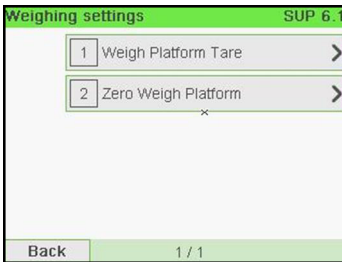 Weighing settings SUP 6.1
1 Weigh Platform Tare
2 Zero Weigh Platform
Back 1 / 1